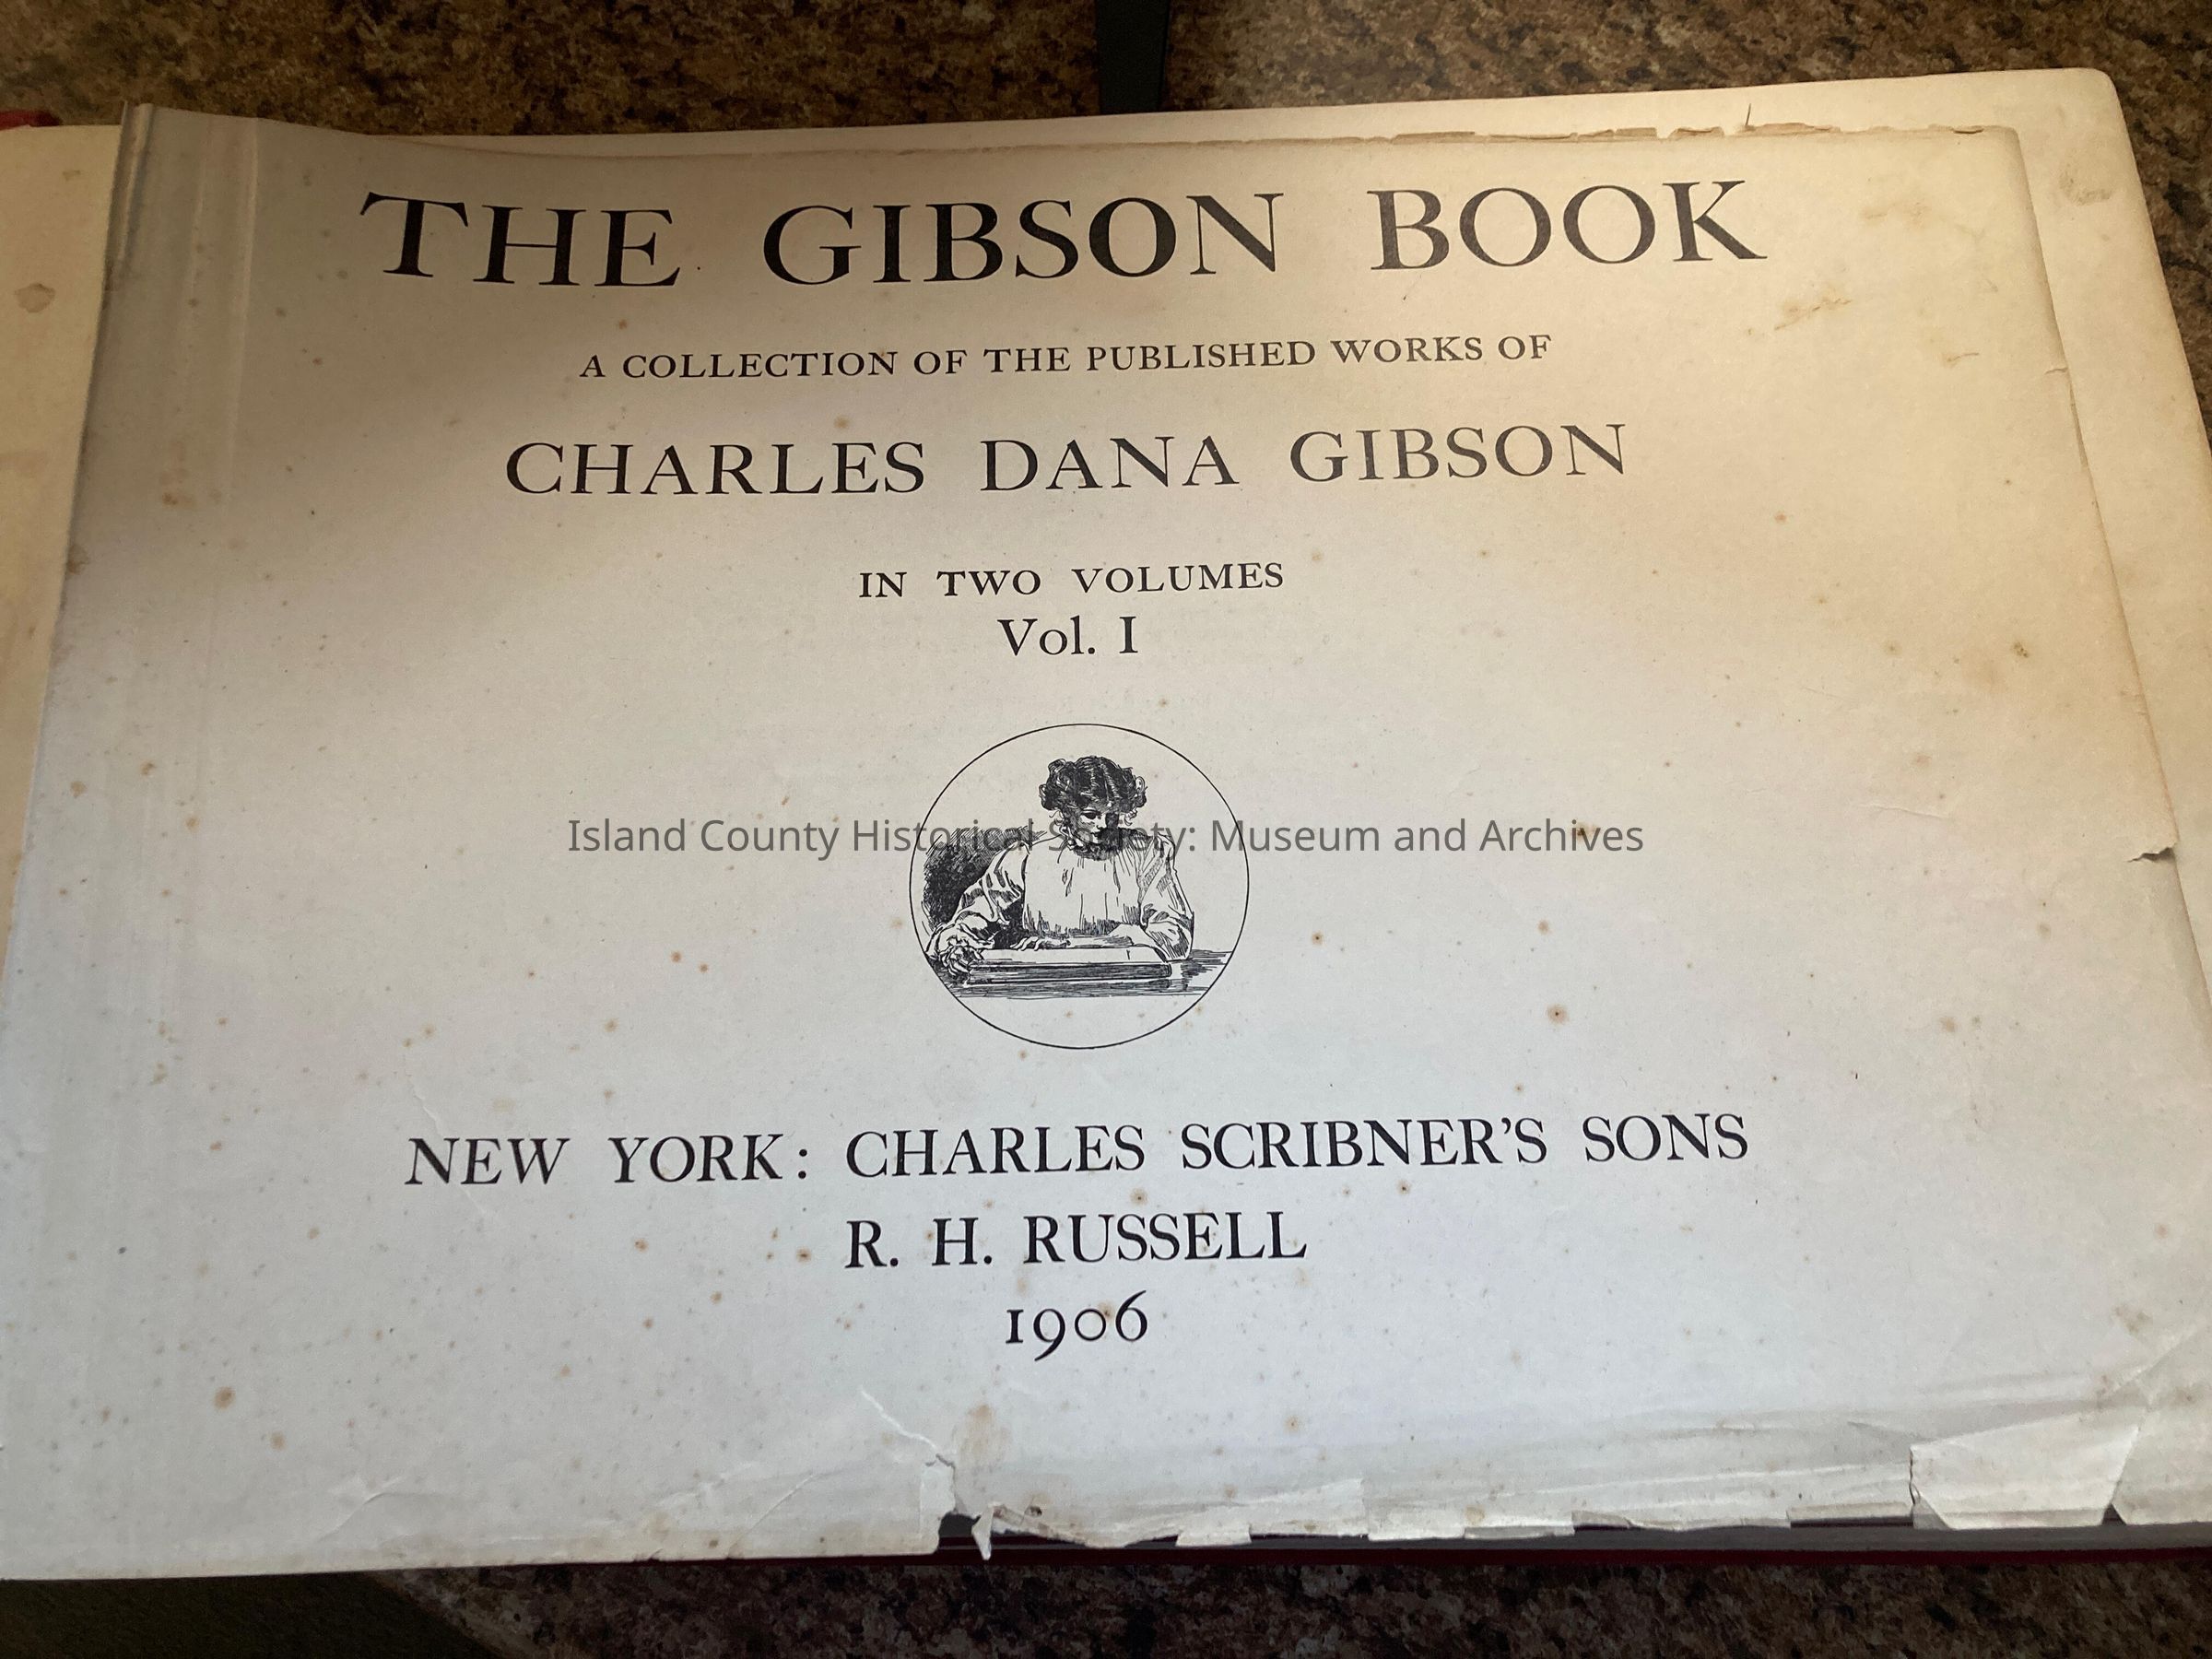 THE GIBSON BOOK
A COLLECTION OF THE PUBLISHED WORKS OF
CHARLES DANA GIBSON
IN TWO VOLUMES
Vol. I
Island County Historical Society: Museum and Archives
NEW YORK: CHARLES SCRIBNER'S SONS
R. H. RUSSELL
1906